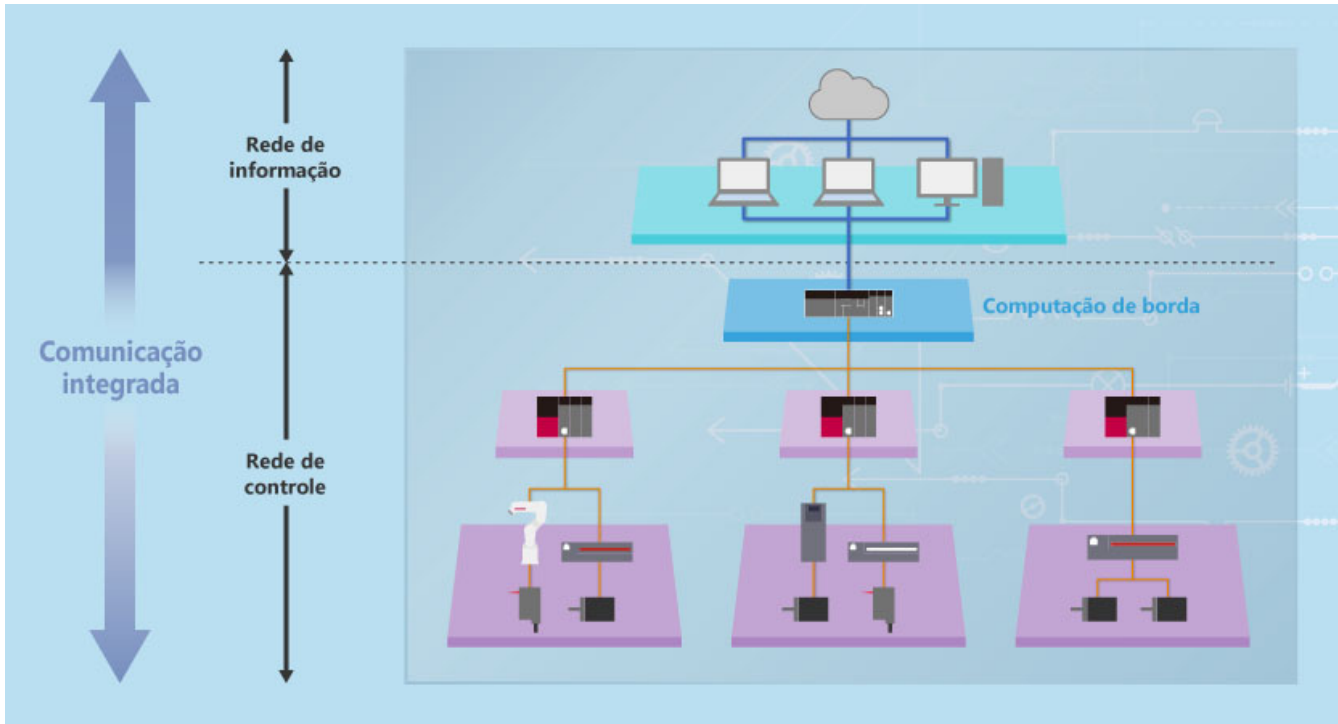 Rede de
informação
Computação de borda
Comunicação
integrada
Rede de
controle